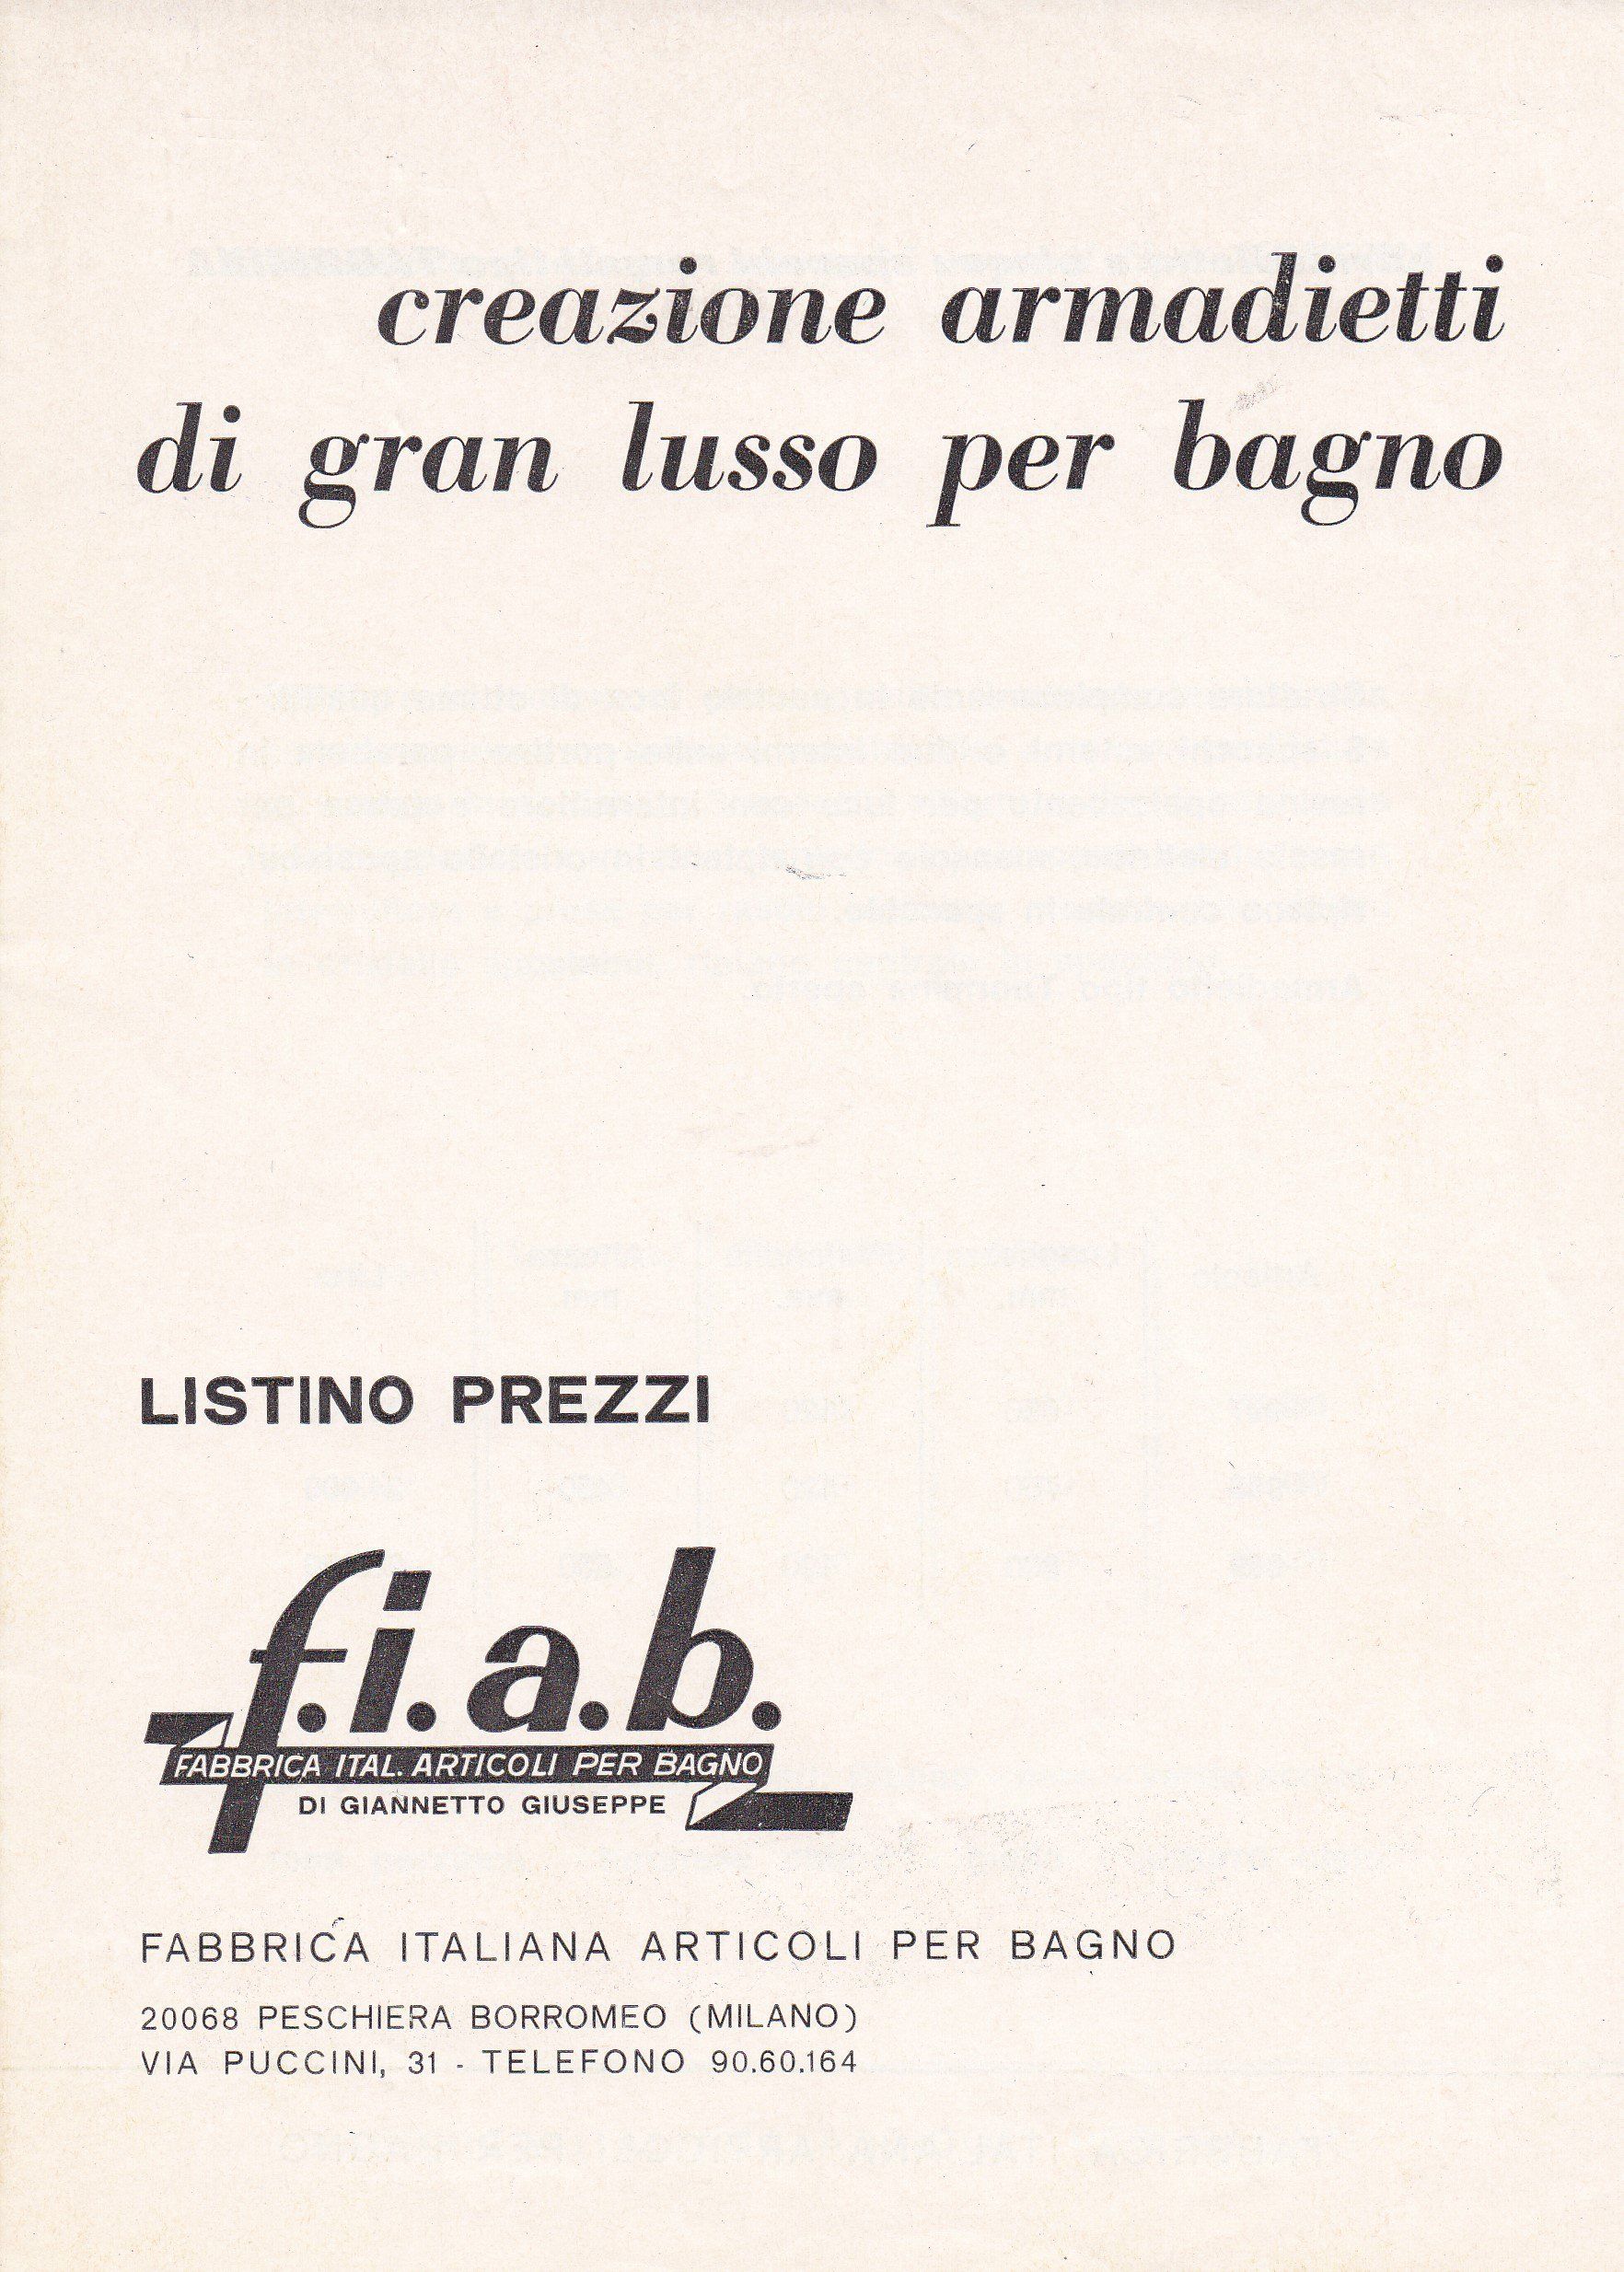 creazione armadietti
di gran lusso per bagno
LISTINO PREZZI
f.i.a.b.
FABBRICA ITAL. ARTICOLI PER BAGNO
DI GIANNETTO GIUSEPPE
FABBRICA ITALIANA ARTICOLI PER BAGNO
20068 PESCHIERA BORROMEO (MILANO)
VIA PUCCINI, 31 - TELEFONO 90.60.164